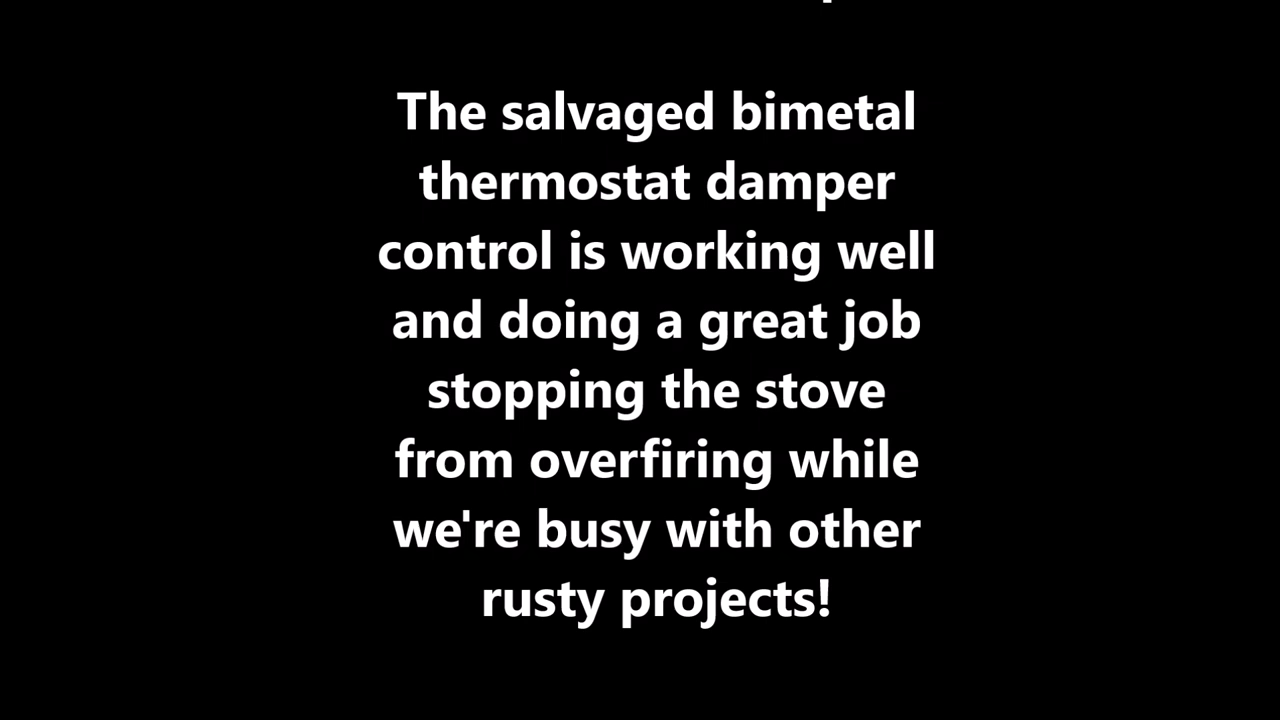 The salvaged bimetal
thermostat damper
control is working well
and doing a great job
stopping the stove
from overfiring while
we're busy with other
rusty projects!